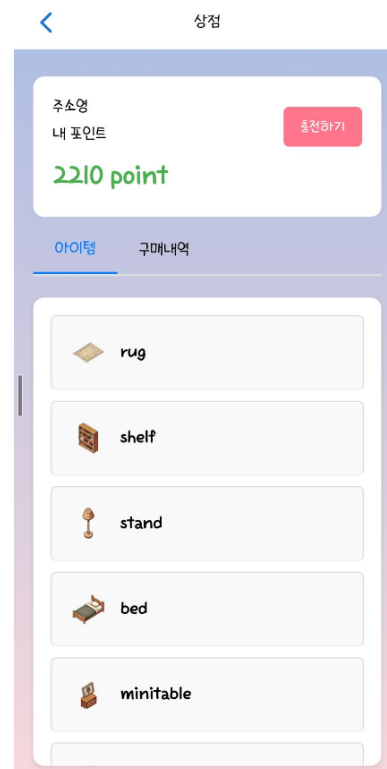 상점
주소영
내 포인트
충전하기
2210 point
아이템
구매내역
rug
shelf
stand
bed
minitable